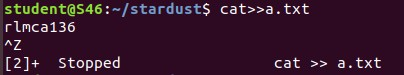 student@S46:~/stardust$ cat>>a.txt
rlmca136
^Z
[2]+  Stopped                 cat >> a.txt